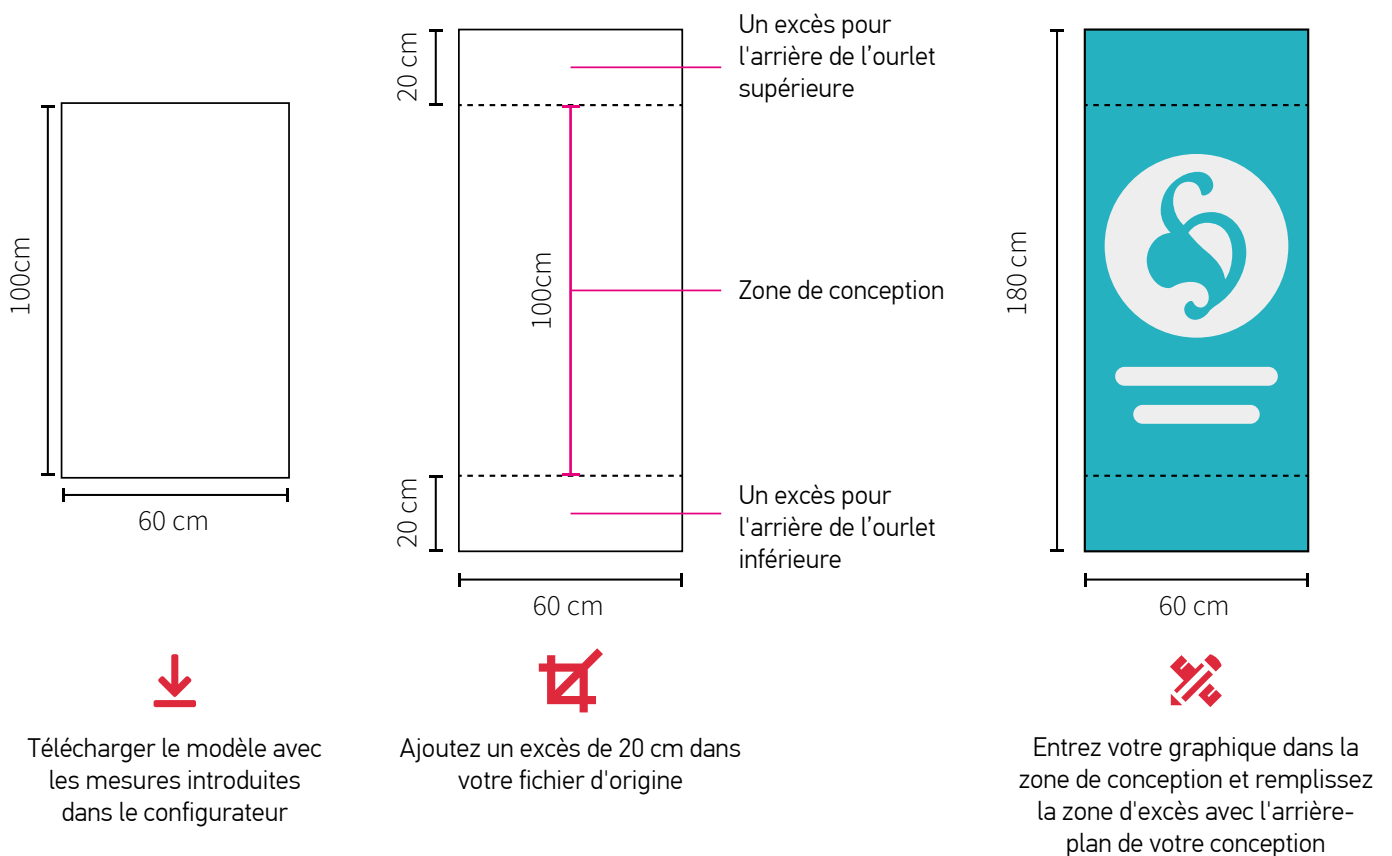 100cm
60 cm
Télécharger le modèle avec
les mesures introduites
dans le configurateur
20 cm
100cm
20 cm
60 cm
Un excès pour
l'arrière de l’ourlet
supérieure
Zone de conception
Un excès pour
l'arrière de l’ourlet
inférieure
Ajoutez un excès de 20 cm dans
votre fichier d'origine
180 cm
60 cm
Entrez votre graphique dans la
zone de conception et remplissez
la zone d'excès avec l'arrière-
plan de votre conception